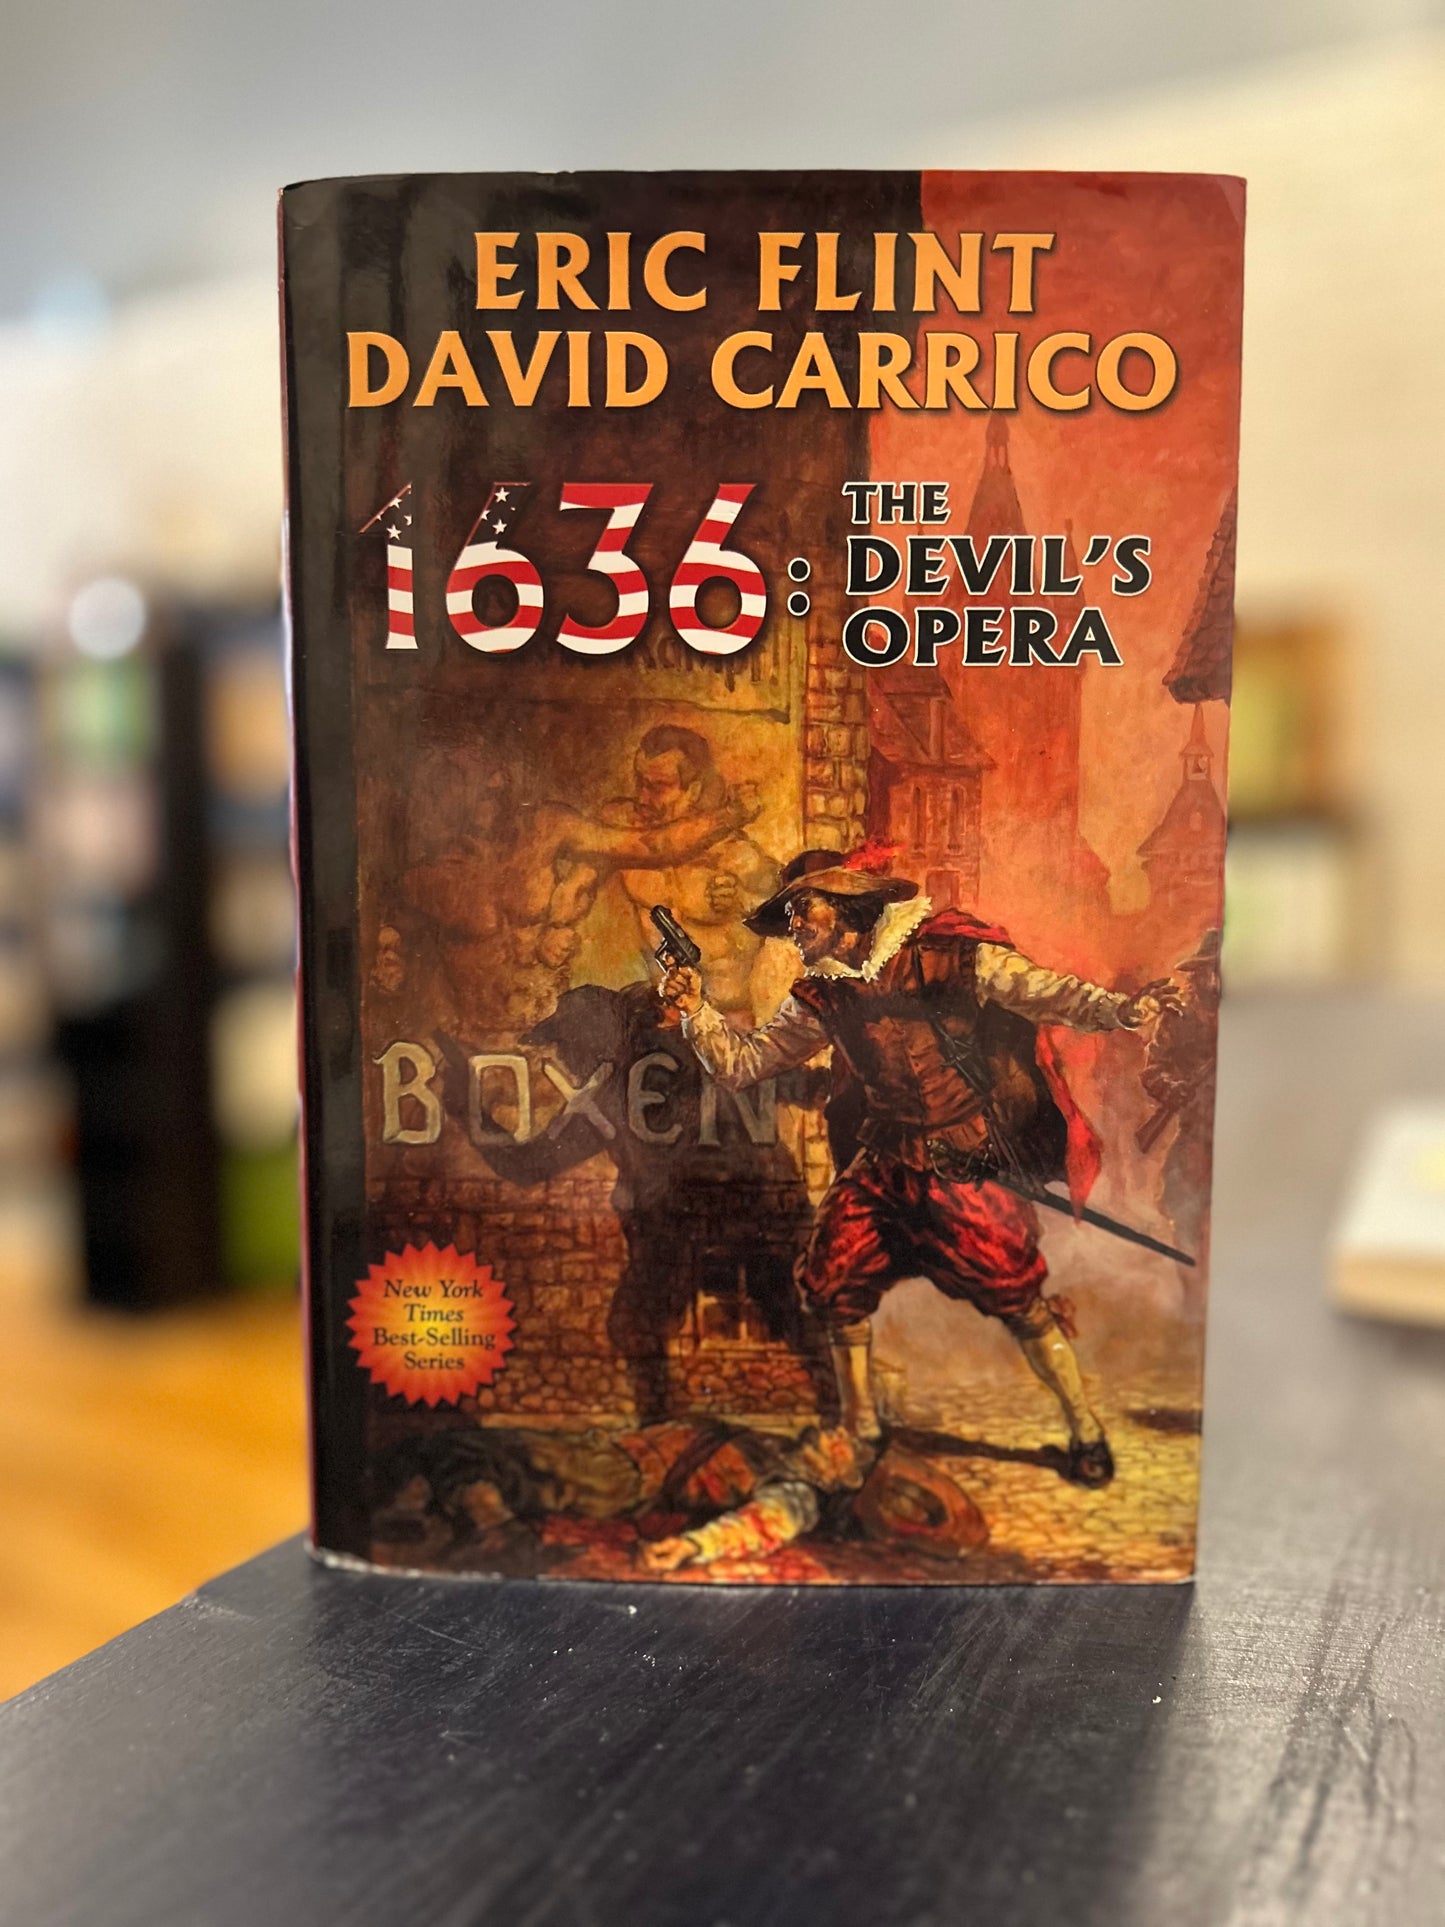 ERIC FLINT
DAVID CARRICO
1636:
THE
DEVIL'S
OPERA
BOXEN
New York
Times
Best-Selling
Series